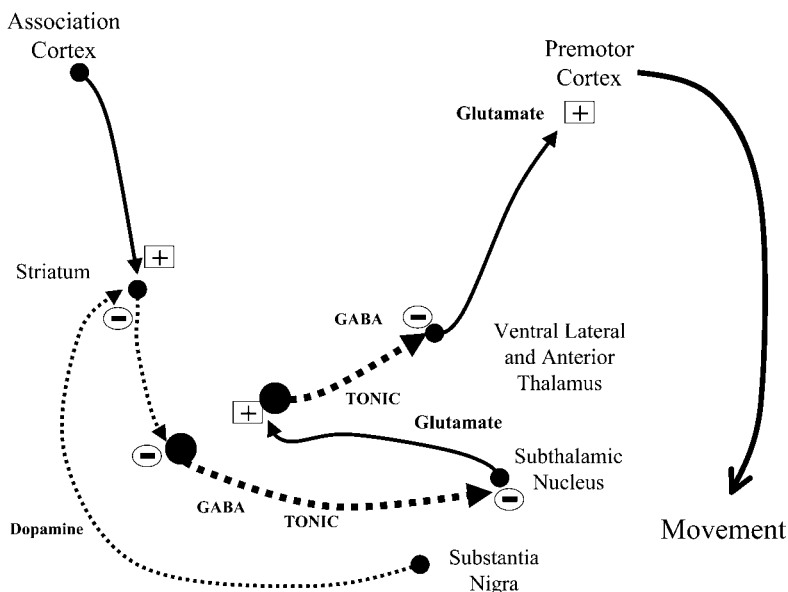 Association
Cortex
Premotor
Cortex
Glutamate
+
+
Striatum
−
GABA
−
Ventral Lateral
and Anterior
Thalamus
TONIC
+
Glutamate
−
Subthalamic
Nucleus
GABA
TONIC
−
Dopamine
Movement
Substantia
Nigra